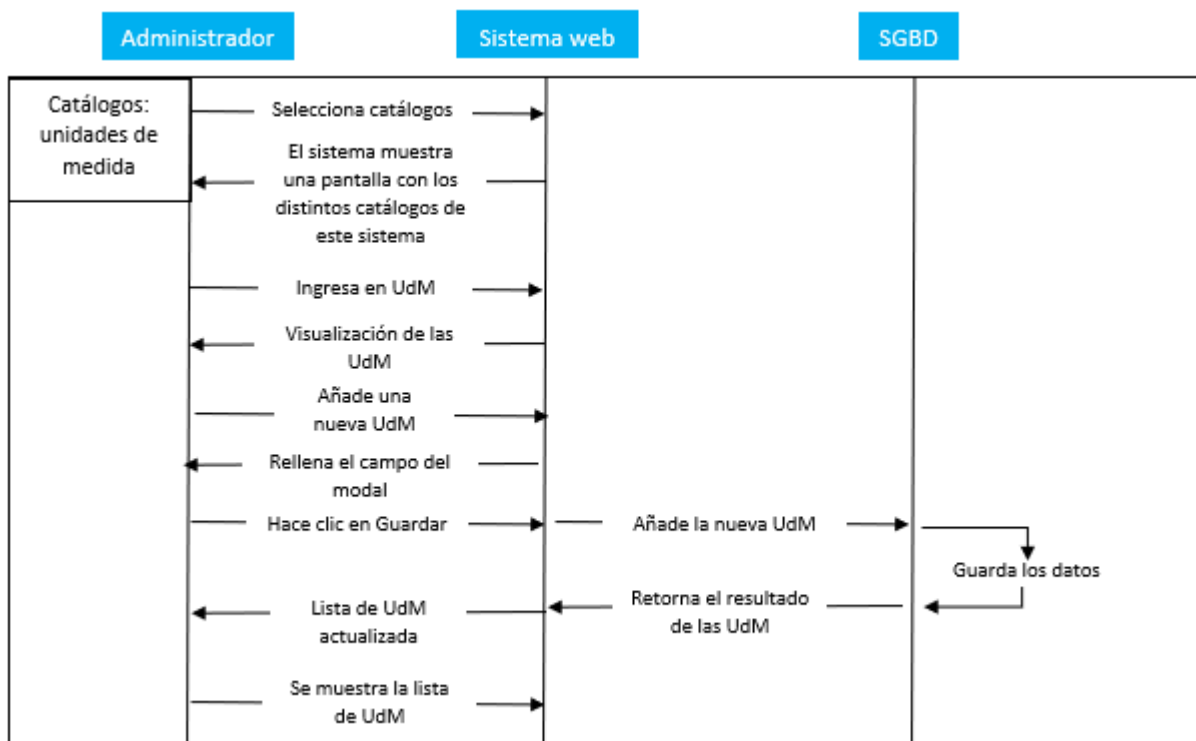 Administrador
Sistema web
SGBD
Catálogos:
unidades de
medida
Selecciona catálogos
El sistema muestra
una pantalla con los
distintos catálogos de
este sistema
Ingresa en UdM
Visualización de las
UdM
Añade una
nueva UdM
Rellena el campo del
modal
Hace clic en Guardar
Añade la nueva UdM
Guarda los datos
Retorna el resultado
de las UdM
Lista de UdM
actualizada
Se muestra la lista
de UdM